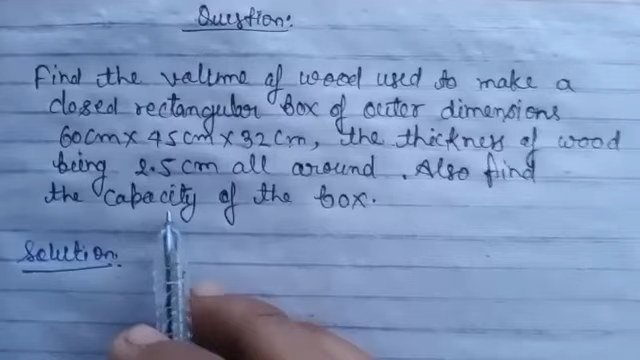 Question:
Find the volume of wood used to make a
closed rectangular box of outer dimensions
60cm x 45cm x 32cm, the thickness of wood
being 2.5cm all around. Also find
the capacity of the box.
Solution